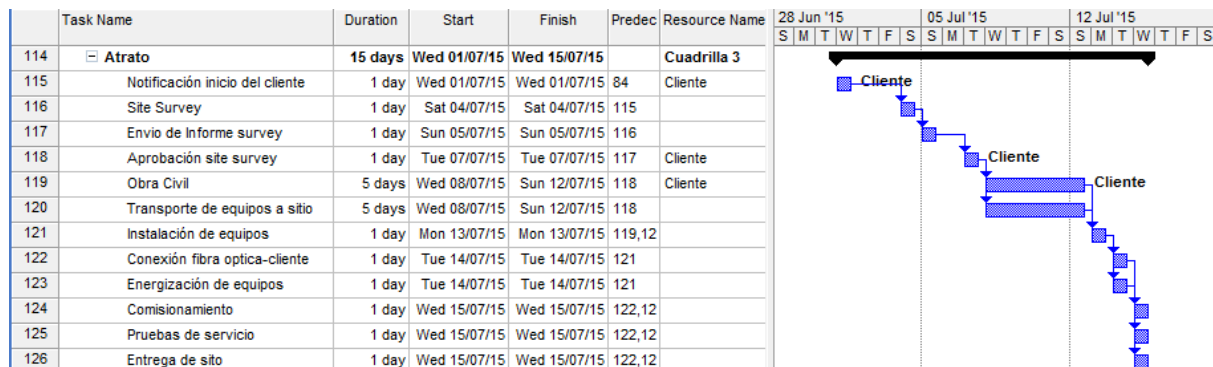 Task Name Duration Start Finish Predec Resource Name 28 Jun '15 05 Jul '15 12 Jul '15
S M T W T F S S M T W T F S S M T W T F S
114 Atrato 15 days Wed 01/07/15 Wed 15/07/15 Cuadrilla 3
115 Notificación inicio del cliente 1 day Wed 01/07/15 Wed 01/07/15 84 Cliente Cliente
116 Site Survey 1 day Sat 04/07/15 Sat 04/07/15 115
117 Envio de Informe survey 1 day Sun 05/07/15 Sun 05/07/15 116
118 Aprobación site survey 1 day Tue 07/07/15 Tue 07/07/15 117 Cliente Cliente
119 Obra Civil 5 days Wed 08/07/15 Sun 12/07/15 118 Cliente Cliente
120 Transporte de equipos a sitio 5 days Wed 08/07/15 Sun 12/07/15 118
121 Instalación de equipos 1 day Mon 13/07/15 Mon 13/07/15 119,12
122 Conexión fibra optica-cliente 1 day Tue 14/07/15 Tue 14/07/15 121
123 Energización de equipos 1 day Tue 14/07/15 Tue 14/07/15 121
124 Comisionamiento 1 day Wed 15/07/15 Wed 15/07/15 122,12
125 Pruebas de servicio 1 day Wed 15/07/15 Wed 15/07/15 122,12
126 Entrega de sito 1 day Wed 15/07/15 Wed 15/07/15 122,12